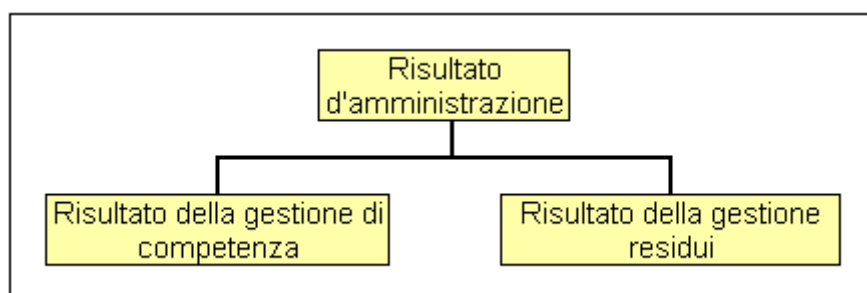 Risultato
d'amministrazione
Risultato della gestione di
competenza
Risultato della gestione
residui